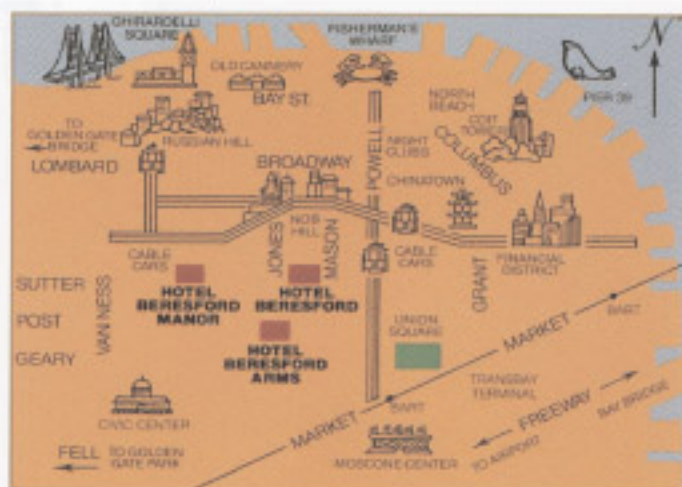 GHIRARDELLI
SQUARE
FISHERMAN'S
WHARF
N
OLD CANNERY
BAY ST.
NORTH
BEACH
PIER 39
COIT
TOWER
TO
GOLDEN GATE
BRIDGE
RUSSIAN HILL
LOMBARD
BROADWAY
POWELL
NIGHT
CLUBS
COLUMBUS
CHINATOWN
NOB
HILL
JONES
MASON
CABLE
CARS
CABLE
CARS
GRANT
FINANCIAL
DISTRICT
SUTTER
POST
GEARY
VAN NESS
HOTEL
BERESFORD
MANOR
HOTEL
BERESFORD
HOTEL
BERESFORD
ARMS
UNION
SQUARE
MARKET
BART
TRANSBAY
TERMINAL
BART
MARKET
FREEWAY
BAY BRIDGE
TO AIRPORT
CIVIC CENTER
MOSCONE CENTER
FELL
TO GOLDEN
GATE PARK